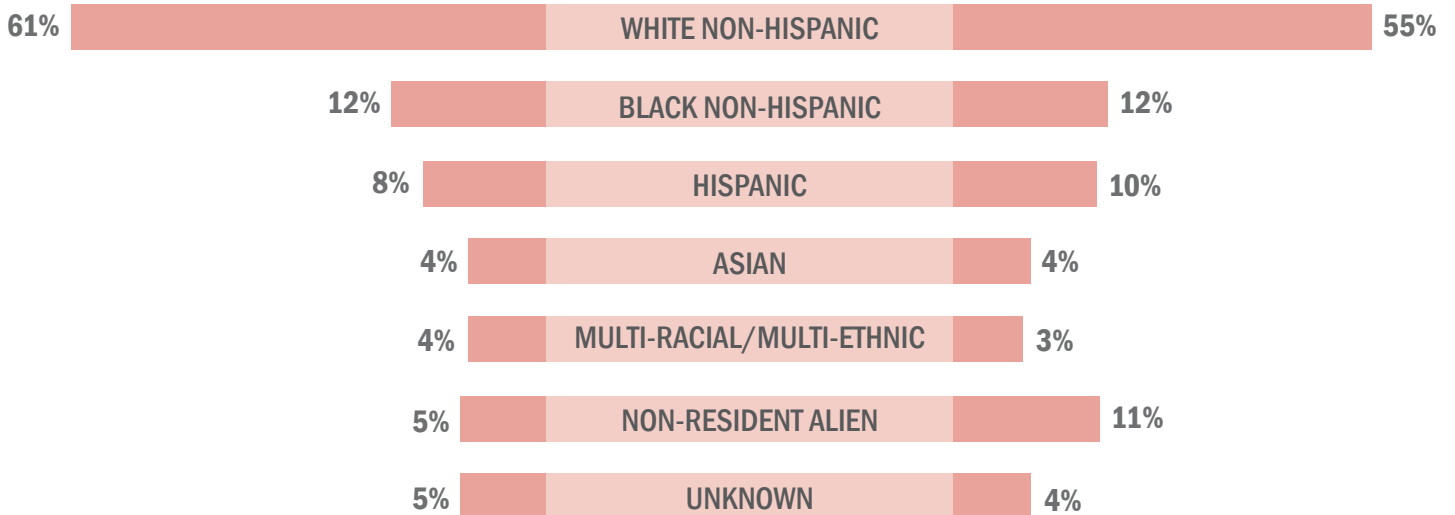 61% WHITE NON-HISPANIC 55%
12% BLACK NON-HISPANIC 12%
8% HISPANIC 10%
4% ASIAN 4%
4% MULTI-RACIAL/MULTI-ETHNIC 3%
5% NON-RESIDENT ALIEN 11%
5% UNKNOWN 4%